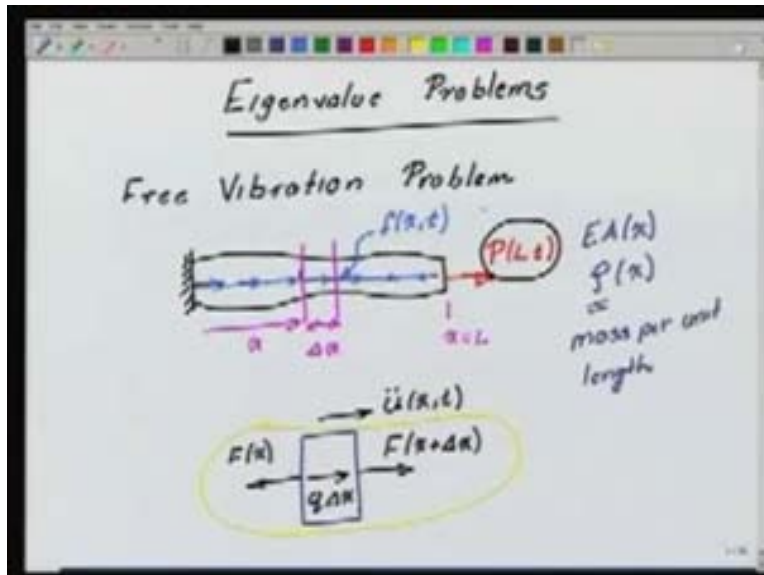 Eigenvalue Problems
Free Vibration Problem
f(x,t)
P(L,t)
EA(x)
ρ(x)
mass per unit
length
x
Δx
x=L
ü(x,t)
F(x)
F(x+Δx)
qΔx